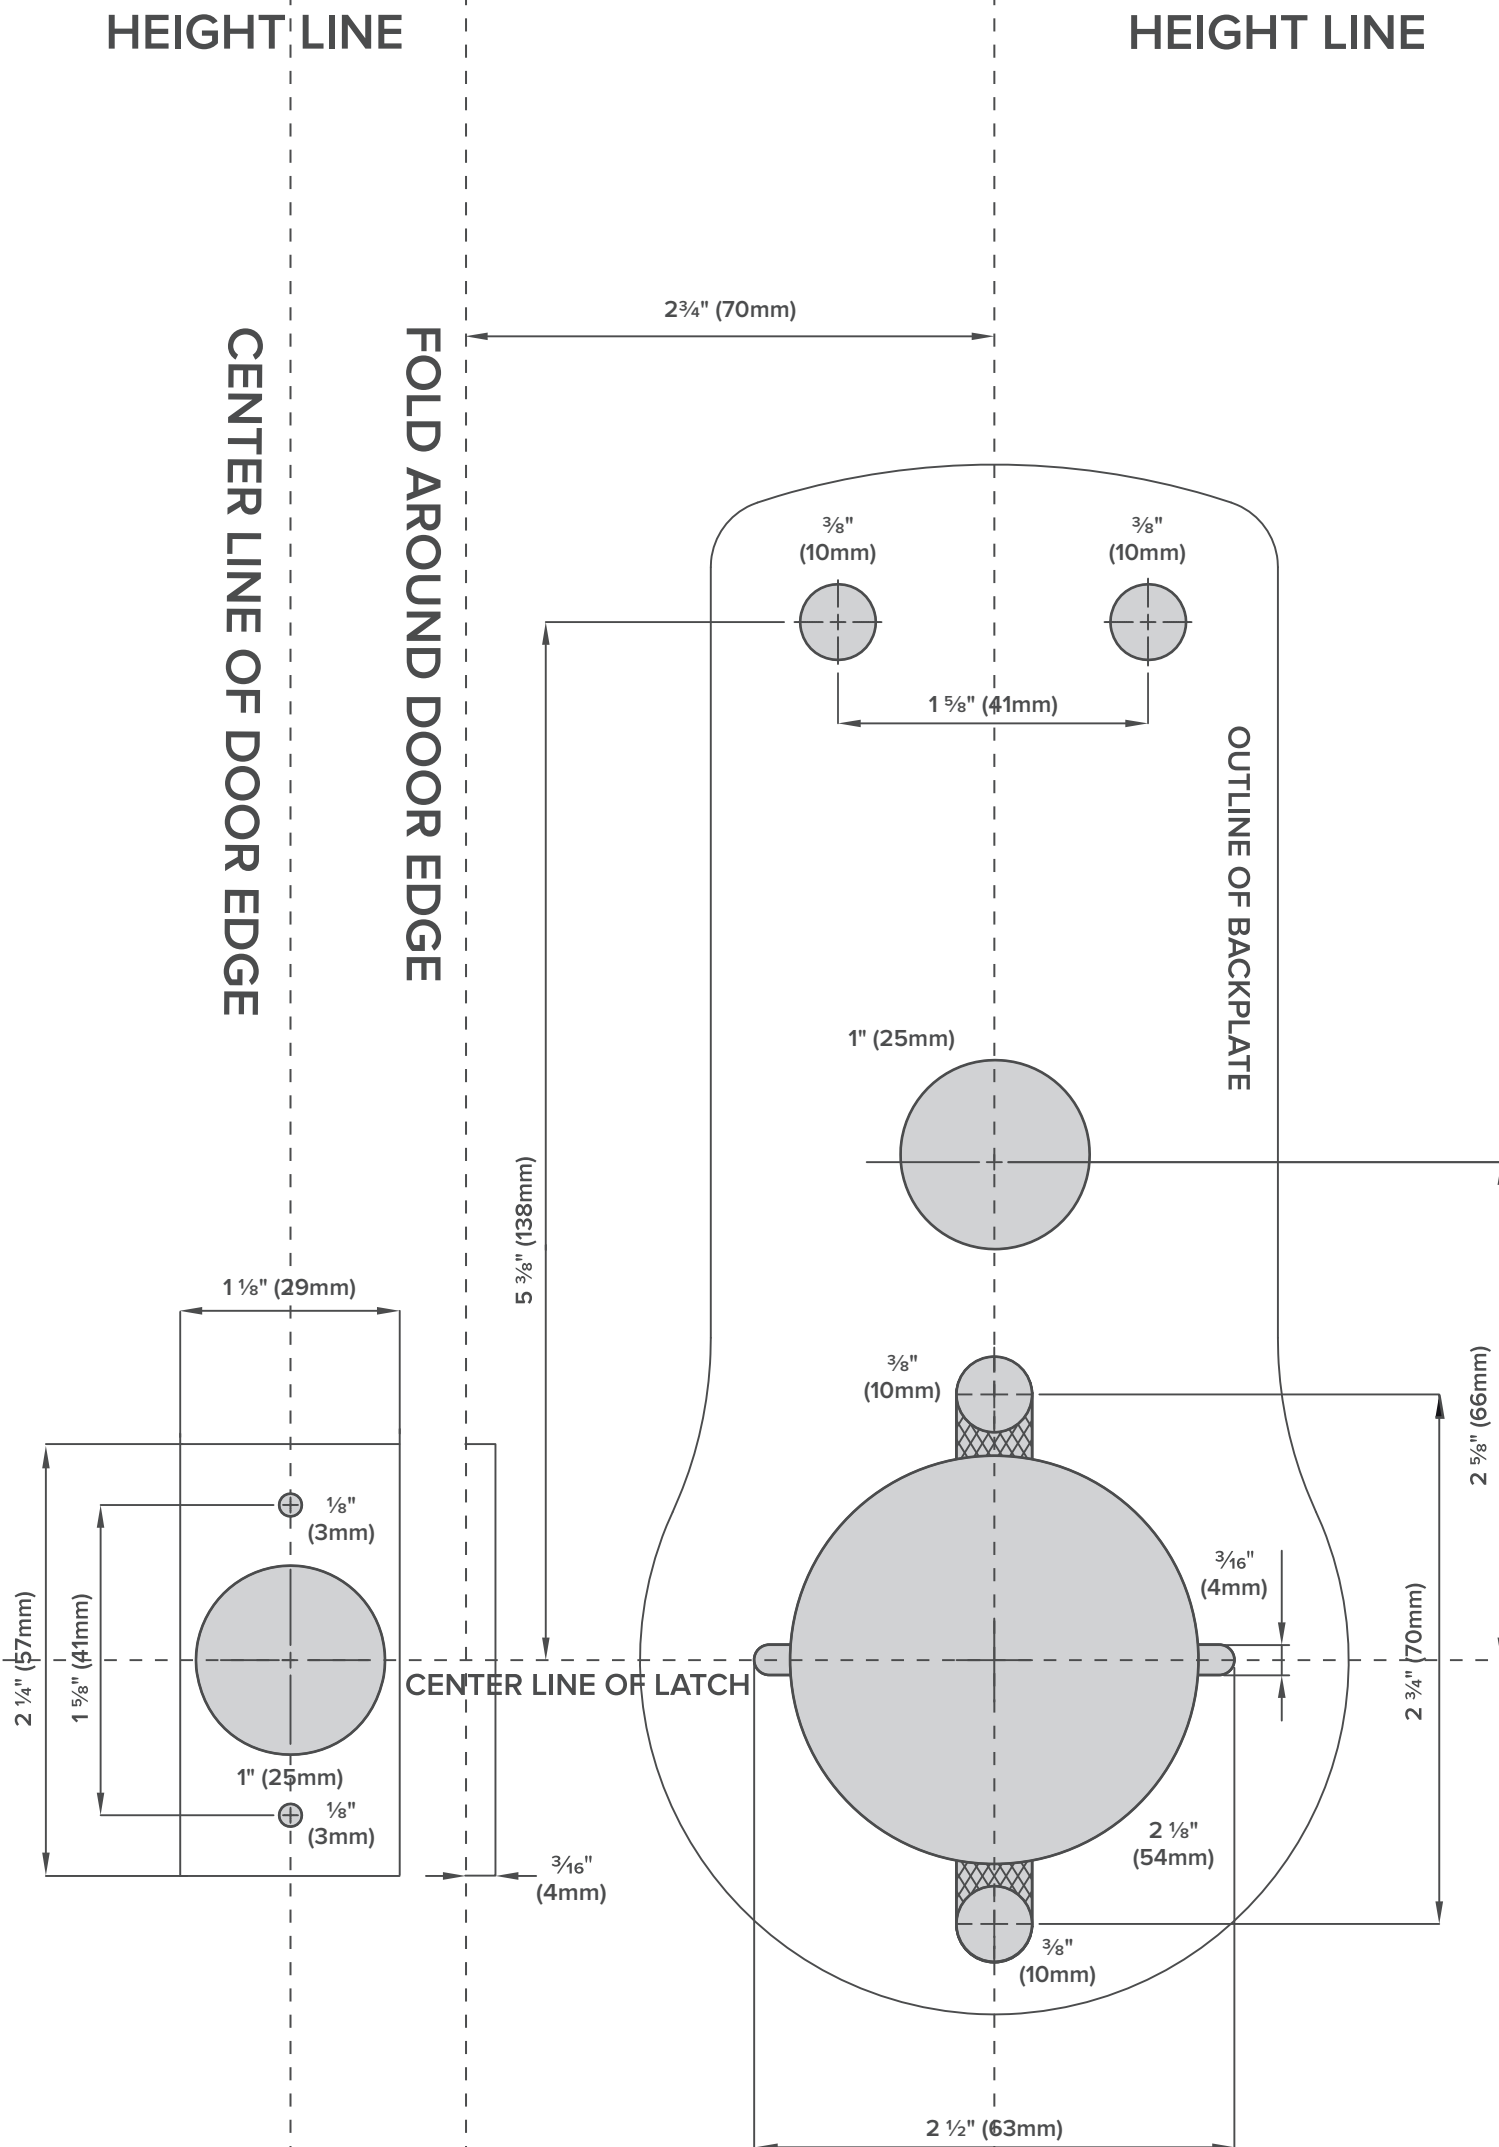 HEIGHT LINE
HEIGHT LINE
2¾" (70mm)
CENTER LINE OF DOOR EDGE
FOLD AROUND DOOR EDGE
⅜"
(10mm)
⅜"
(10mm)
1 ⅝" (41mm)
OUTLINE OF BACKPLATE
1" (25mm)
5 ⅜" (138mm)
1 ⅛" (29mm)
⅜"
(10mm)
2 ⅝" (66mm)
⅛"
(3mm)
3⁄16"
(4mm)
2 ¼" (57mm)
1 ⅝" (41mm)
2 ¾" (70mm)
CENTER LINE OF LATCH
1" (25mm)
⅛"
(3mm)
2 ⅛"
(54mm)
3⁄16"
(4mm)
⅜"
(10mm)
2 ½" (63mm)